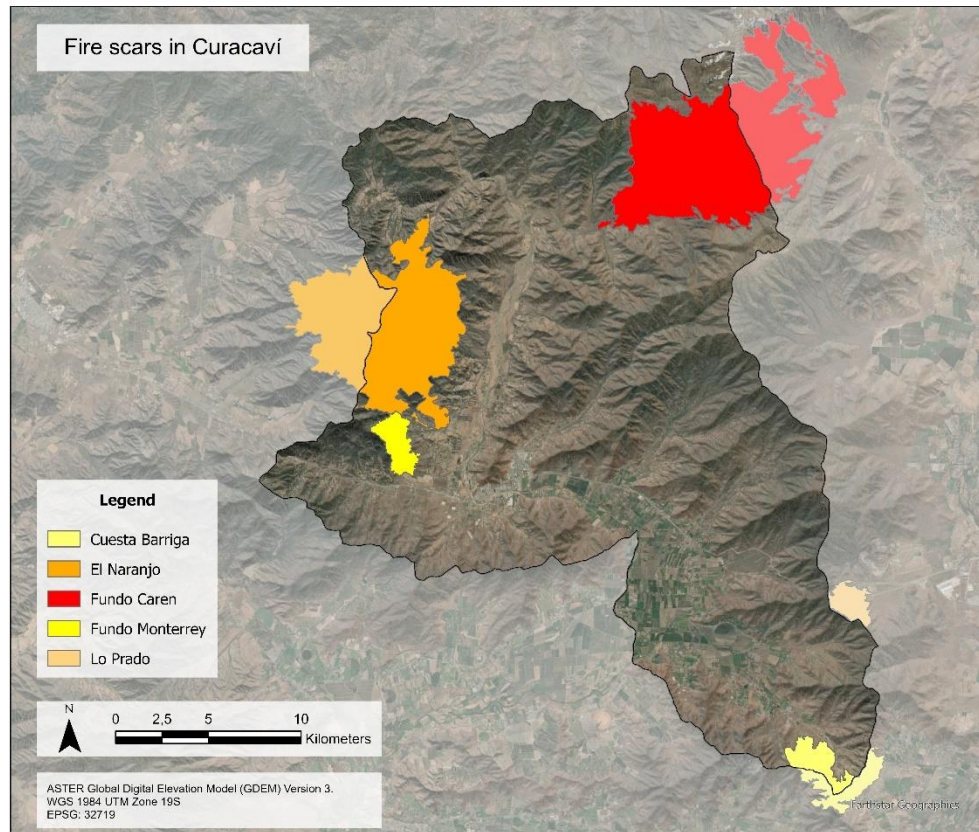 Fire scars in Curacaví
Legend
Cuesta Barriga
El Naranjo
Fundo Caren
Fundo Monterrey
Lo Prado
N
0 2,5 5 10
Kilometers
ASTER Global Digital Elevation Model (GDEM) Version 3.
WGS 1984 UTM Zone 19S
EPSG: 32719
Earthstar Geographics